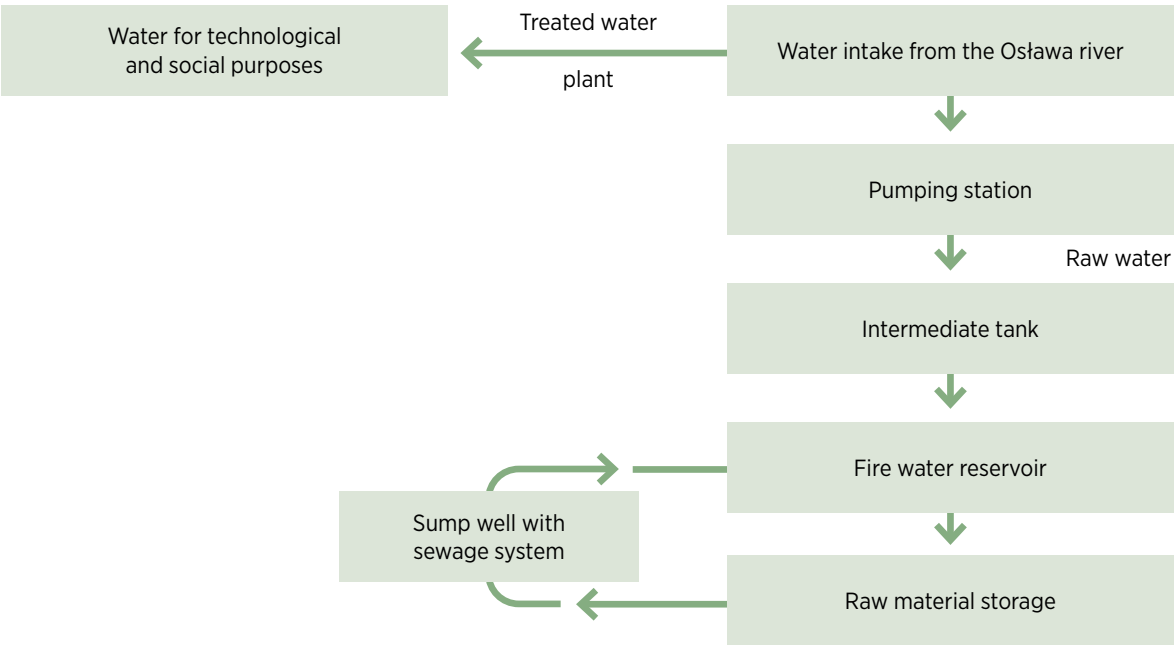 Water for technological
and social purposes
Treated water
plant
Water intake from the Osława river
Pumping station
Raw water
Intermediate tank
Fire water reservoir
Sump well with
sewage system
Raw material storage